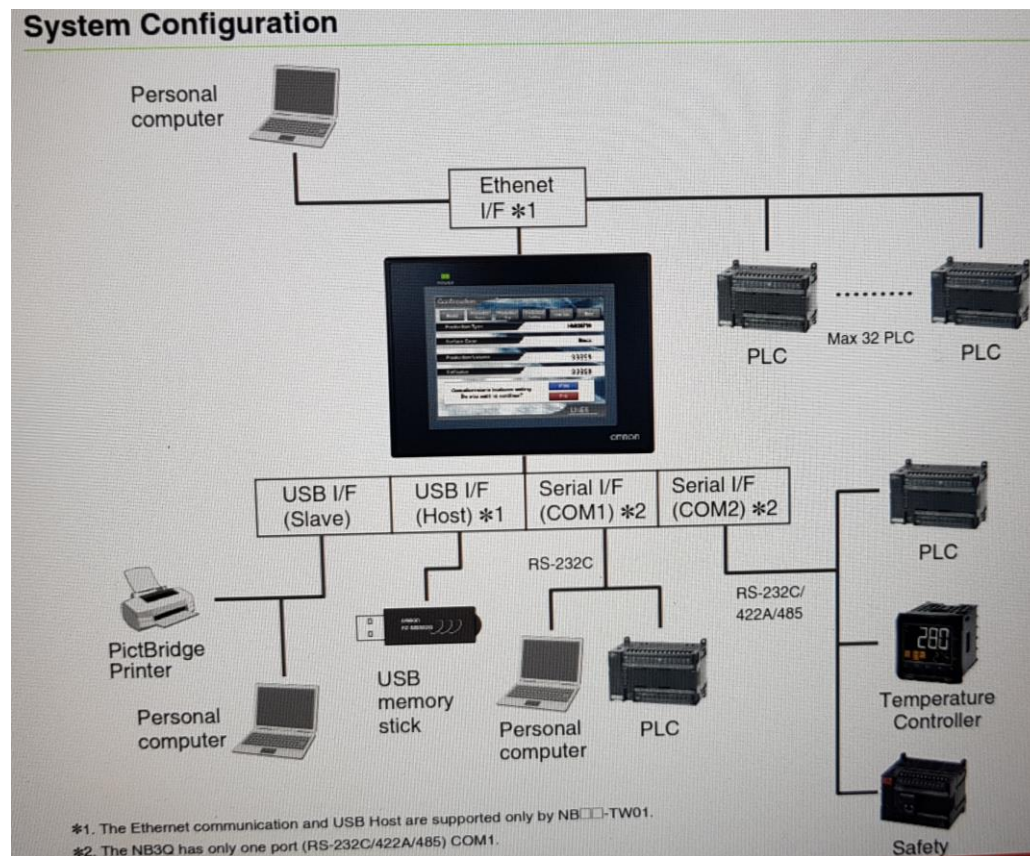 System Configuration
Personal
computer
Ethenet
I/F ✱1
PLC
Max 32 PLC
PLC
Production Type
omron
USB I/F
(Slave)
USB I/F
(Host) ✱1
Serial I/F
(COM1) ✱2
Serial I/F
(COM2) ✱2
RS-232C
RS-232C/
422A/485
PLC
280
Temperature
Controller
PictBridge
Printer
Personal
computer
USB
memory
stick
Personal
computer
PLC
Safety
✱1. The Ethernet communication and USB Host are supported only by NB□□-TW01.
✱2. The NB3Q has only one port (RS-232C/422A/485) COM1.